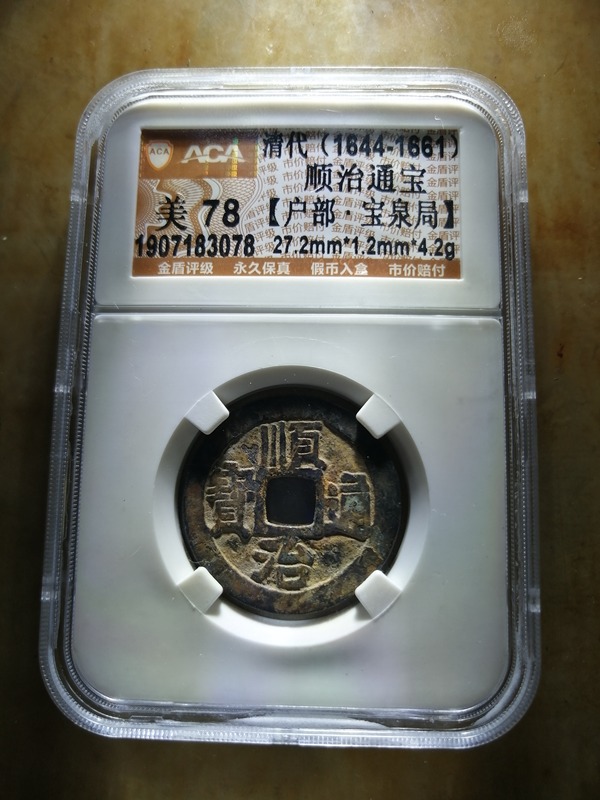 ACA ACA 清代（1644-1661）
顺治通宝
美 78 【户部·宝泉局】
1907183078 27.2mm*1.2mm*4.2g
金盾评级 永久保真 假币入盒 市价赔付
順治通寳